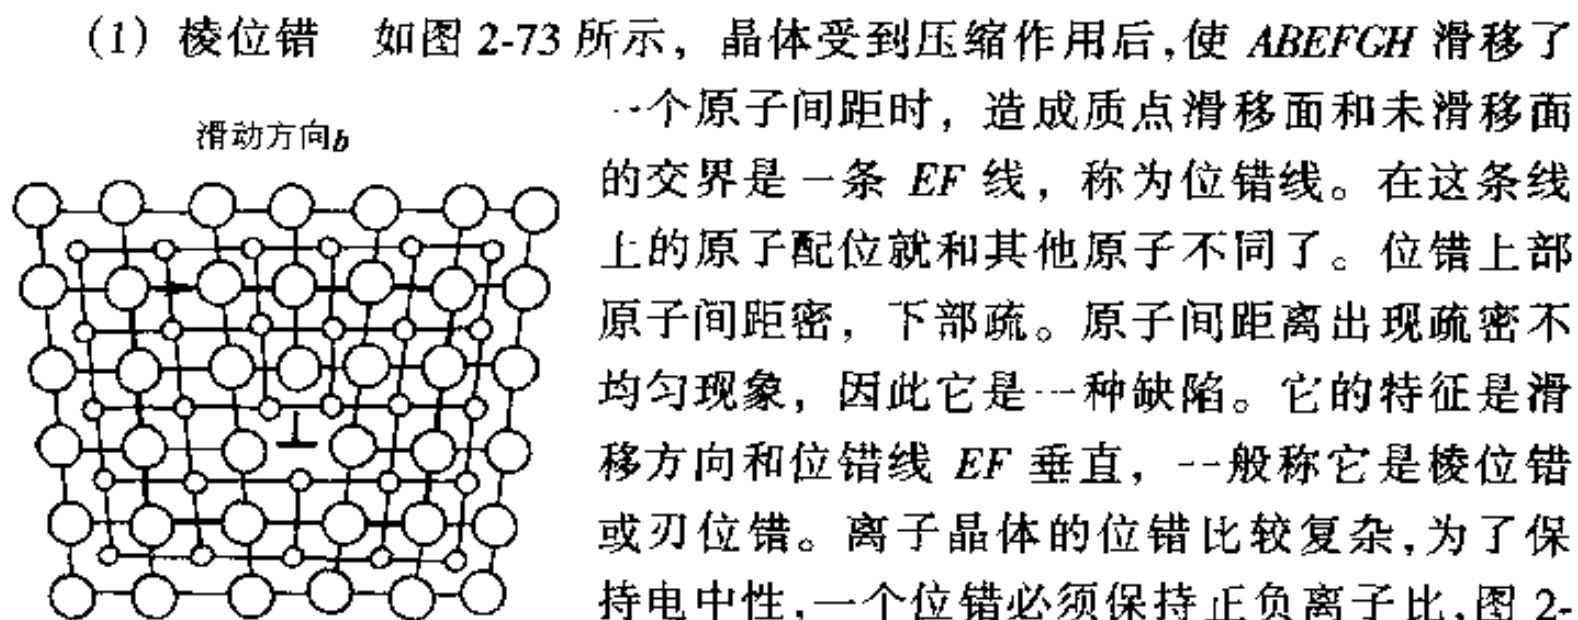 (1) 棱位错 如图 2-73 所示，晶体受到压缩作用后,使 ABEFGH 滑移了
一个原子间距时，造成质点滑移面和未滑移面
滑动方向b
的交界是一条 EF 线，称为位错线。在这条线
上的原子配位就和其他原子不同了。位错上部
原子间距密，下部疏。原子间距离出现疏密不
均匀现象，因此它是一种缺陷。它的特征是滑
移方向和位错线 EF 垂直，一般称它是棱位错
或刃位错。离子晶体的位错比较复杂,为了保
持电中性,一个位错必须保持正负离子比,图 2-